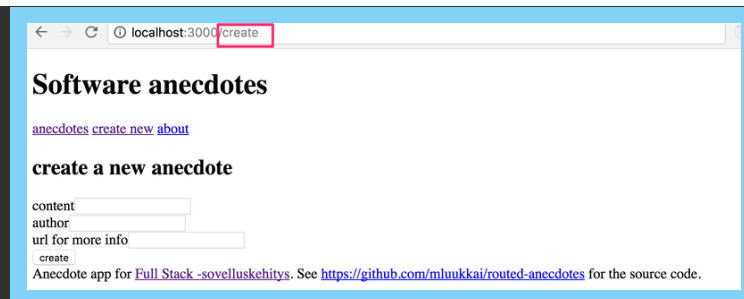 localhost:3000/create
Software anecdotes
anecdotes create new about
create a new anecdote
content
author
url for more info
create
Anecdote app for Full Stack -sovelluskehitys. See https://github.com/mluukkai/routed-anecdotes for the source code.